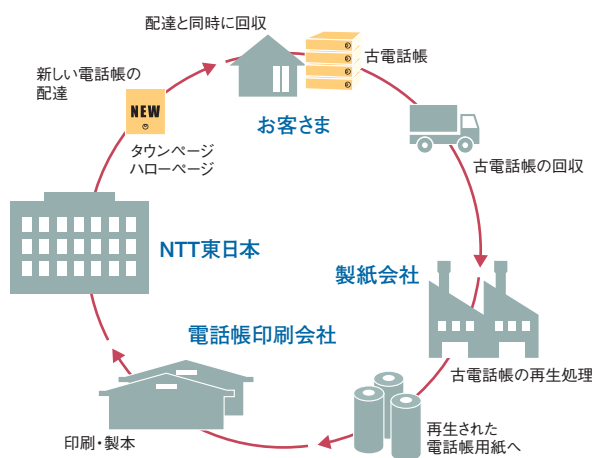 配達と同時に回収
古電話帳
新しい電話帳の
配達
NEW
お客さま
タウンページ
ハローページ
古電話帳の回収
NTT東日本
製紙会社
電話帳印刷会社
古電話帳の再生処理
印刷・製本
再生された
電話帳用紙へ